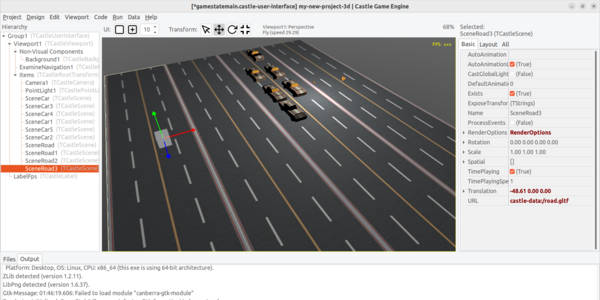 [*gamestatemain.castle-user-interface] my-new-project-3d | Castle Game Engine
Project Design Edit Viewport Code Run Data Help
Hierarchy
UI: 10 Transform: Viewport1: Perspective 68%
Fly (speed 29.29)
Selected:
SceneRoad3 (TCastleScene)
Group1 (TCastleUserInterface)
Viewport1 (TCastleViewport)
Non-Visual Components
Background1 (TCastleBackg
ExamineNavigation1 (TCastleE
Items (TCastleRootTransform)
Camera1 (TCastleCamera)
PointLight1 (TCastlePointLi
SceneCar (TCastleScene)
SceneCar3 (TCastleScene)
SceneCar4 (TCastleScene)
SceneCar1 (TCastleScene)
SceneCar5 (TCastleScene)
SceneCar2 (TCastleScene)
SceneRoad (TCastleScene)
SceneRoad1 (TCastleScene)
SceneRoad2 (TCastleScene)
SceneRoad3 (TCastleScene)
LabelFps (TCastleLabel)
FPS: xxx
Basic Layout All
AutoAnimation
AutoAnimationL (True)
CastGlobalLight (False)
DefaultAnimatio 0
Exists (True)
ExposeTransfor (TStrings)
Name SceneRoad3
ProcessEvents (False)
RenderOptions RenderOptions
Rotation 0.00 0.00 0.00 0.00
Scale 1.00 1.00 1.00
Spatial []
TimePlaying (True)
TimePlayingSpe 1
Translation -48.61 0.00 0.00
URL castle-data/road.gltf
Files Output
Platform: Desktop, OS: Linux, CPU: x86_64 (this exe is using 64-bit architecture).
ZLib detected (version 1.2.11).
LibPng detected (version 1.6.37).
Gtk-Message: 01:46:19.606: Failed to load module "canberra-gtk-module"